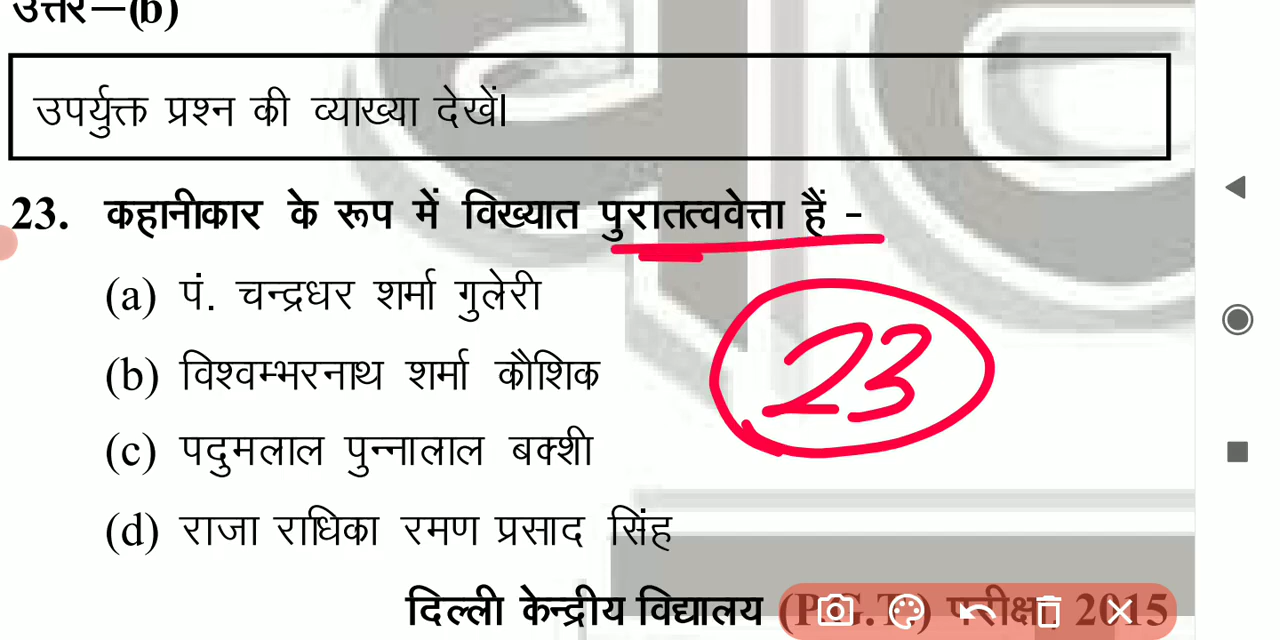 उत्तर—(b)
उपर्युक्त प्रश्न की व्याख्या देखें।
23. कहानीकार के रूप में विख्यात पुरातत्ववेत्ता हैं -
(a) पं. चन्द्रधर शर्मा गुलेरी
23
(b) विश्वम्भरनाथ शर्मा कौशिक
(c) पदुमलाल पुन्नालाल बक्शी
(d) राजा राधिका रमण प्रसाद सिंह
दिल्ली केन्द्रीय विद्यालय (P.G.T.) परीक्षा, 2015